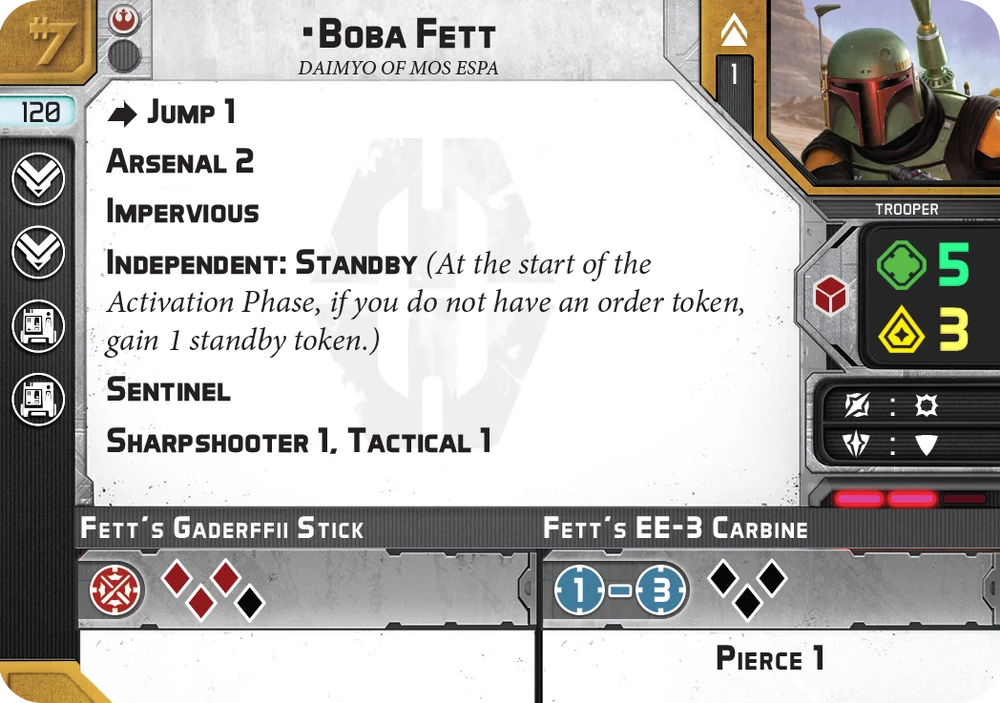 #7
▪Boba Fett
DAIMYO OF MOS ESPA
1
120
Jump 1
Arsenal 2
Impervious
Independent: Standby (At the start of the
Activation Phase, if you do not have an order token,
gain 1 standby token.)
Sentinel
Sharpshooter 1, Tactical 1
TROOPER
5
3
:
:
Fett's Gaderffii Stick
Fett's EE-3 Carbine
1 - 3
Pierce 1